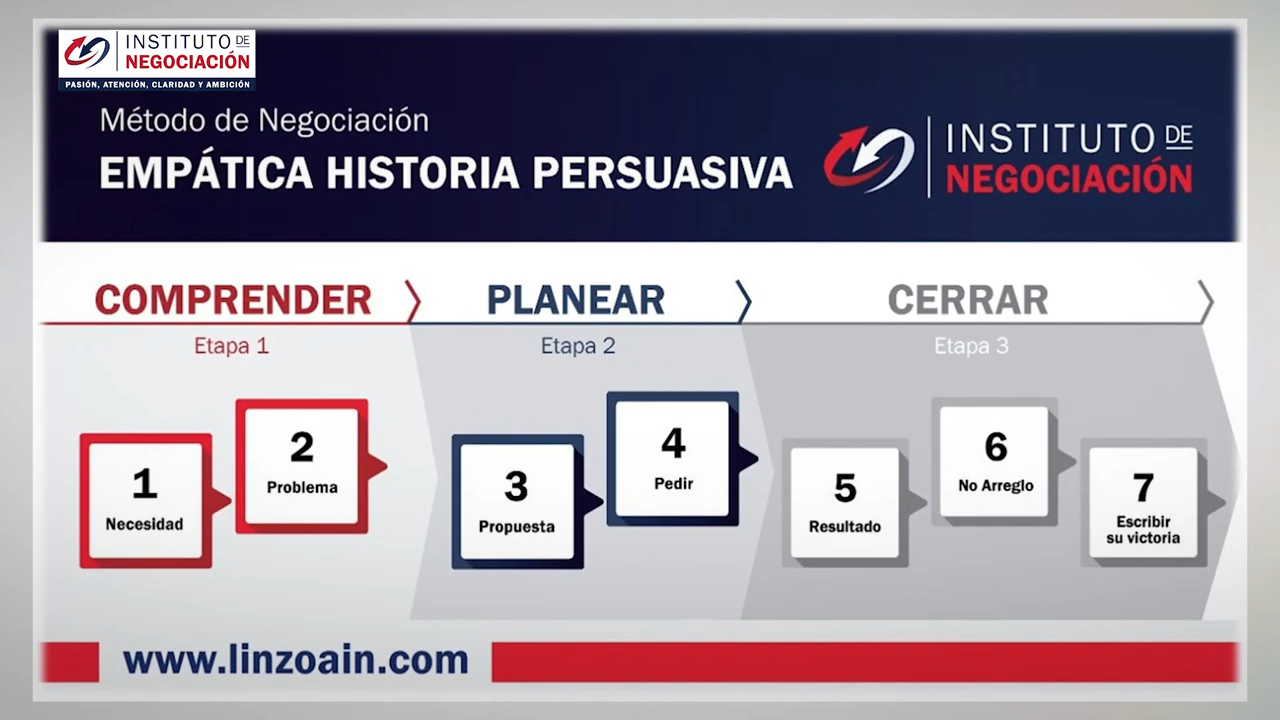 INSTITUTO DE
NEGOCIACIÓN
PASIÓN, ATENCIÓN, CLARIDAD Y AMBICIÓN
Método de Negociación
EMPÁTICA HISTORIA PERSUASIVA
INSTITUTO DE
NEGOCIACIÓN
COMPRENDER
Etapa 1
PLANEAR
Etapa 2
CERRAR
Etapa 3
1
Necesidad
2
Problema
3
Propuesta
4
Pedir
5
Resultado
6
No Arreglo
7
Escribir
su victoria
www.linzoain.com